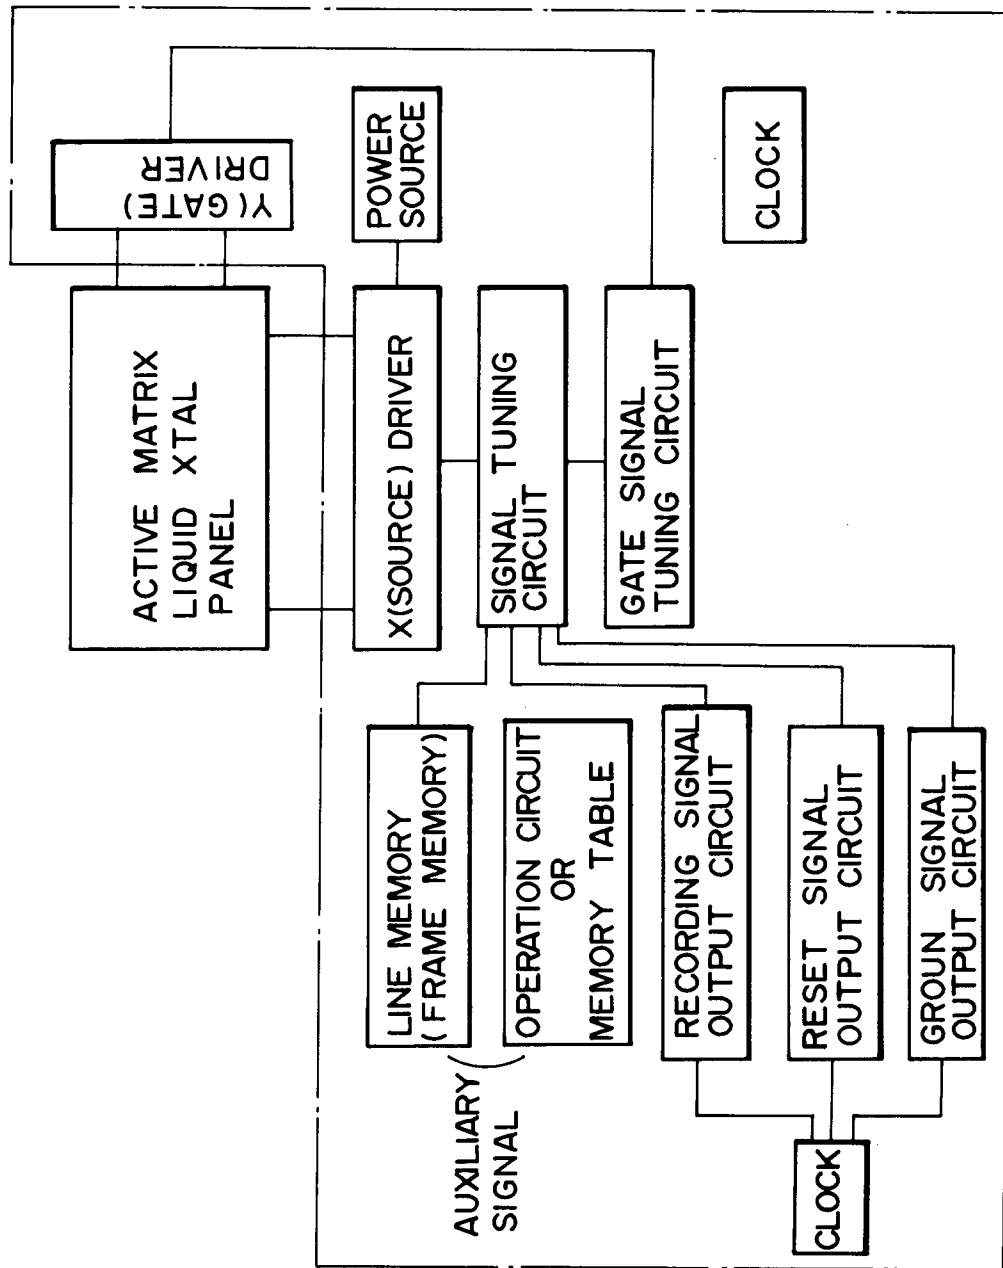 ACTIVE MATRIX
LIQUID XTAL
PANEL
Y(GATE)
DRIVER
X(SOURCE) DRIVER
POWER
SOURCE
LINE MEMORY
(FRAME MEMORY)
AUXILIARY
SIGNAL
OPERATION CIRCUIT
OR
MEMORY TABLE
SIGNAL TUNING
CIRCUIT
GATE SIGNAL
TUNING CIRCUIT
RECORDING SIGNAL
OUTPUT CIRCUIT
RESET SIGNAL
OUTPUT CIRCUIT
GROUN SIGNAL
OUTPUT CIRCUIT
CLOCK
CLOCK